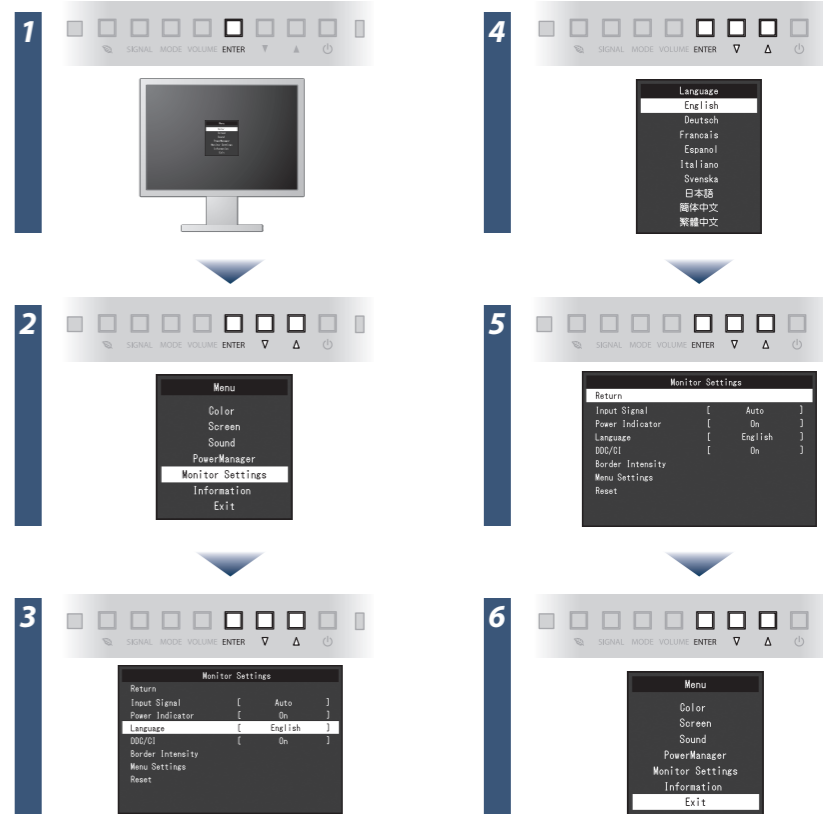 1
SIGNAL MODE VOLUME ENTER
2
SIGNAL MODE VOLUME ENTER
Menu
Color
Screen
Sound
PowerManager
Monitor Settings
Information
Exit
3
SIGNAL MODE VOLUME ENTER
Monitor Settings
Return
Input Signal [ Auto ]
Power Indicator [ On ]
Language [ English ]
DDC/CI [ On ]
Border Intensity
Menu Settings
Reset
4
SIGNAL MODE VOLUME ENTER
Language
English
Deutsch
Francais
Espanol
Italiano
Svenska
日本語
简体中文
繁體中文
5
SIGNAL MODE VOLUME ENTER
Monitor Settings
Return
Input Signal [ Auto ]
Power Indicator [ On ]
Language [ English ]
DDC/CI [ On ]
Border Intensity
Menu Settings
Reset
6
SIGNAL MODE VOLUME ENTER
Menu
Color
Screen
Sound
PowerManager
Monitor Settings
Information
Exit